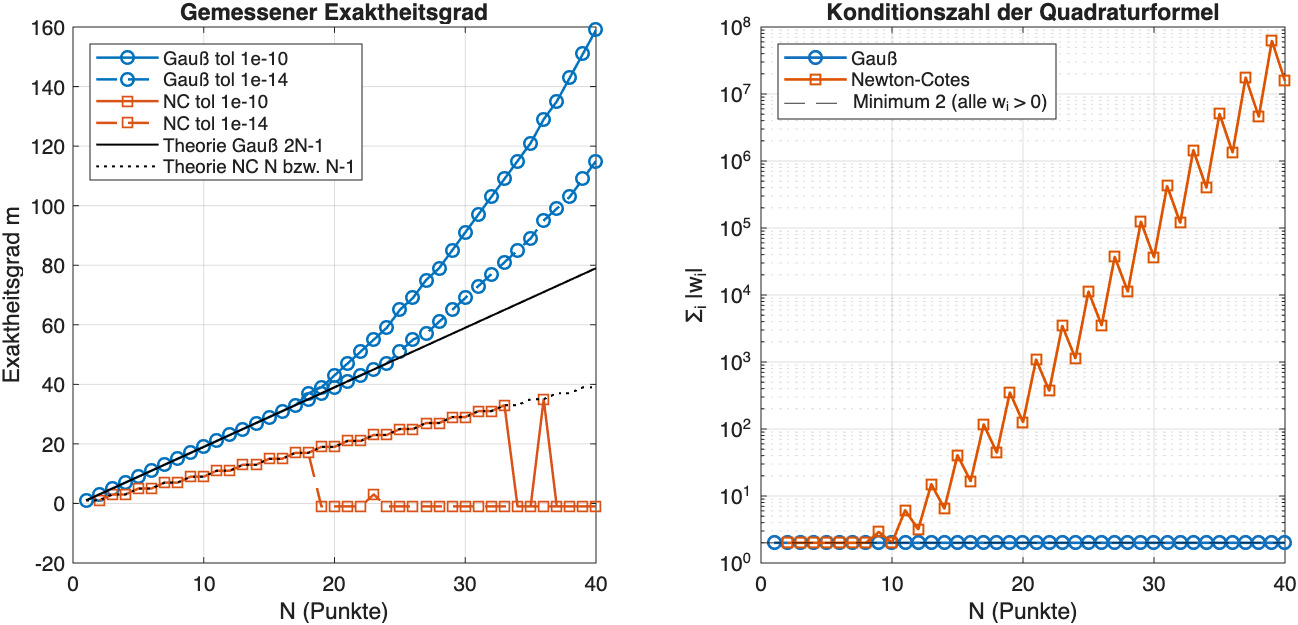 Gemessener Exaktheitsgrad
160
140
120
100
80
60
40
20
0
-20
Exaktheitsgrad m
Gauß tol 1e-10
Gauß tol 1e-14
NC tol 1e-10
NC tol 1e-14
Theorie Gauß 2N-1
Theorie NC N bzw. N-1
0 10 20 30 40
N (Punkte)
Konditionszahl der Quadraturformel
10⁸
10⁷
10⁶
10⁵
10⁴
10³
10²
10¹
10⁰
Σᵢ |wᵢ|
Gauß
Newton-Cotes
Minimum 2 (alle wᵢ > 0)
0 10 20 30 40
N (Punkte)